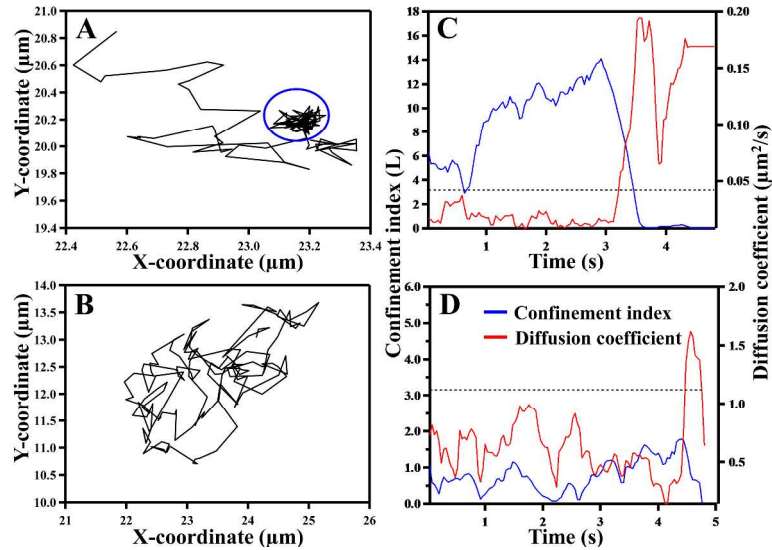 A
21.0
20.8
20.6
20.4
20.2
20.0
19.8
19.6
19.4
Y-coordinate (µm)
22.4 22.6 22.8 23.0 23.2 23.4
X-coordinate (µm)
C
18
16
14
12
10
8
6
4
2
0
0.20
0.15
0.10
0.05
1 2 3 4
Time (s)
Confinement index (L)
Diffusion coefficient (µm²/s)
B
14.0
13.5
13.0
12.5
12.0
11.5
11.0
10.5
10.0
Y-coordinate (µm)
21 22 23 24 25 26
X-coordinate (µm)
D
Confinement index
Diffusion coefficient
6.0
5.0
4.0
3.0
2.0
1.0
0.0
2.0
1.5
1.0
0.5
1 2 3 4 5
Time (s)